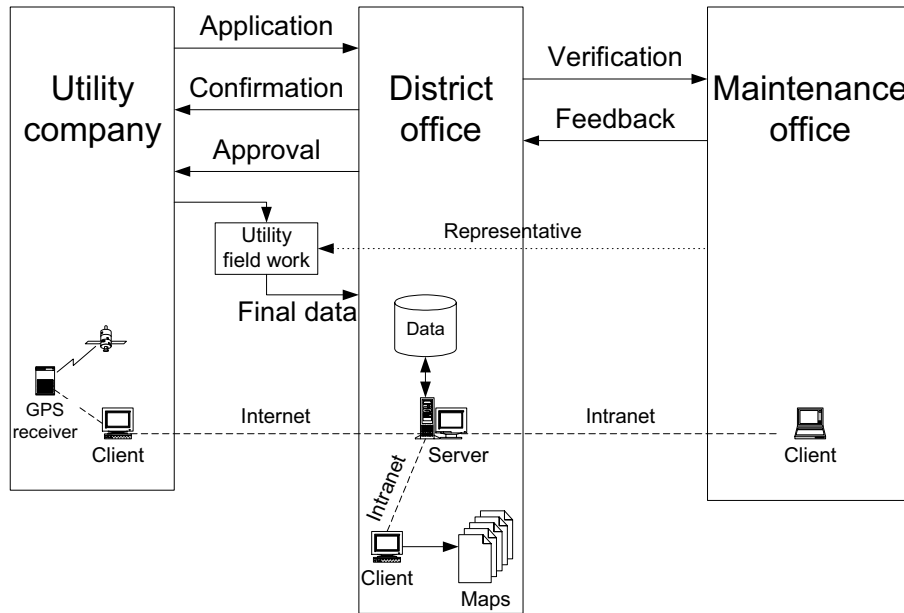 Application
Verification
Utility
company
Confirmation
District
office
Maintenance
office
Feedback
Approval
Utility
field work
Representative
Final data
Data
GPS
receiver
Client
Internet
Server
Intranet
Client
Intranet
Client
Maps